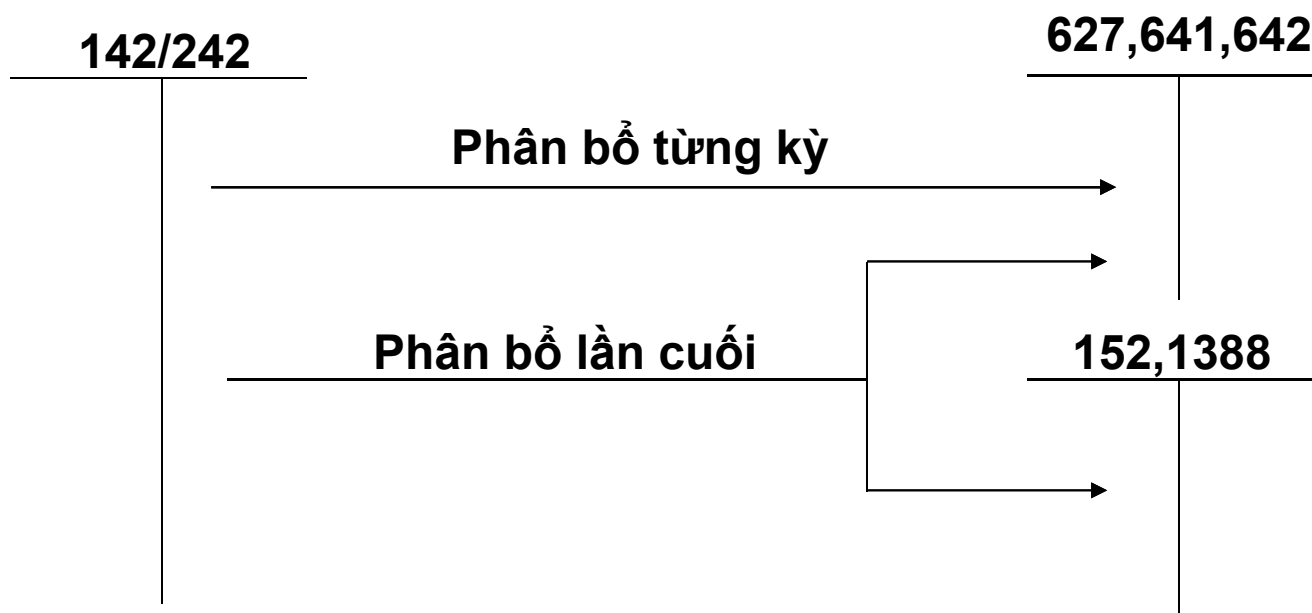 142/242
627,641,642
Phân bổ từng kỳ
Phân bổ lần cuối
152,1388